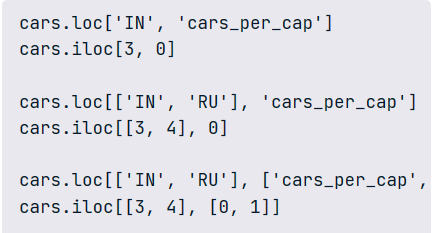 cars.loc['IN', 'cars_per_cap']
cars.iloc[3, 0]
cars.loc[['IN', 'RU'], 'cars_per_cap']
cars.iloc[[3, 4], 0]
cars.loc[['IN', 'RU'], ['cars_per_cap',
cars.iloc[[3, 4], [0, 1]]